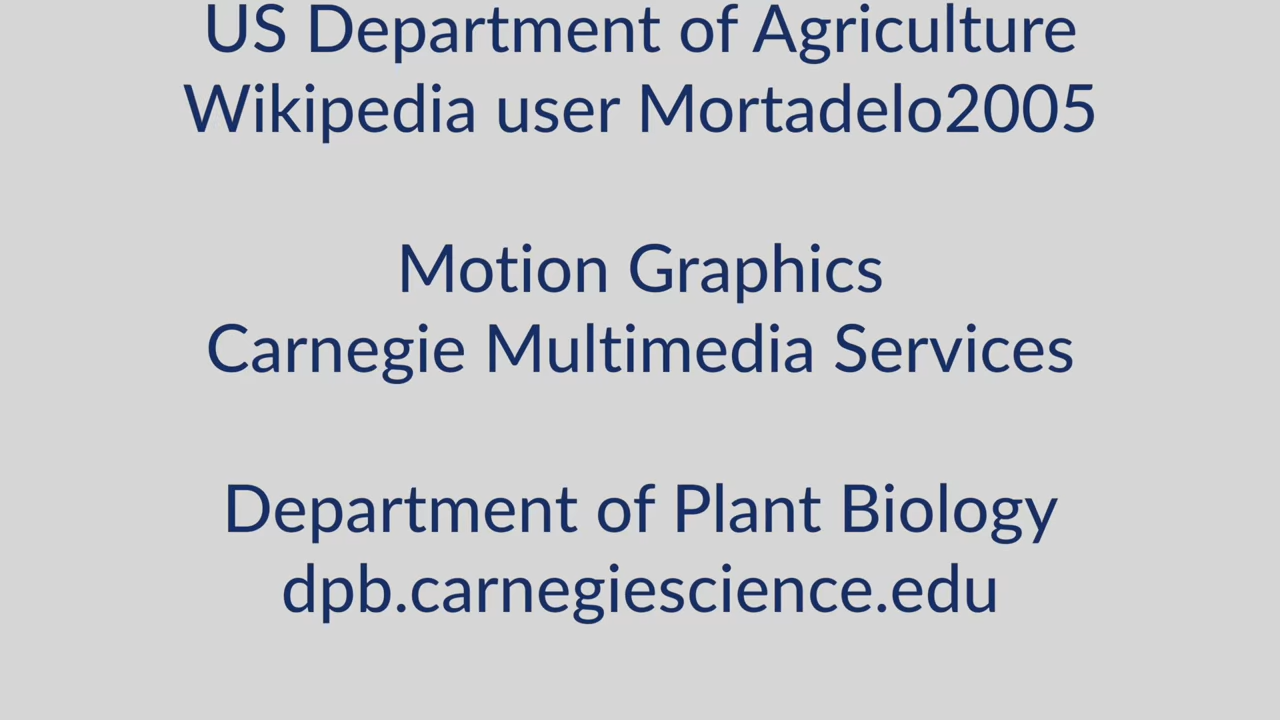 US Department of Agriculture
Wikipedia user Mortadelo2005
Motion Graphics
Carnegie Multimedia Services
Department of Plant Biology
dpb.carnegiescience.edu